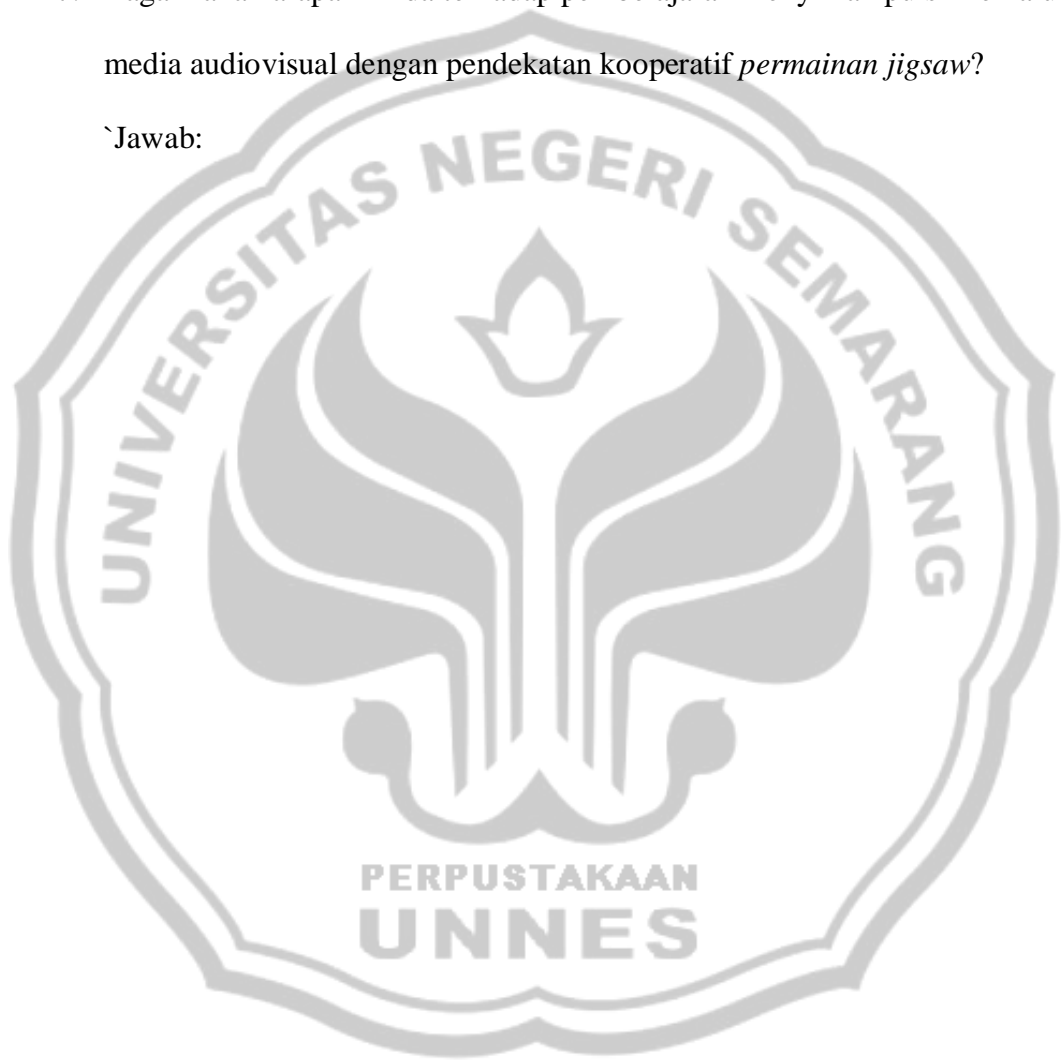 media audiovisual dengan pendekatan kooperatif permainan jigsaw?
`Jawab:
UNIVERSITAS NEGERI SEMARANG
PERPUSTAKAAN
UNNES